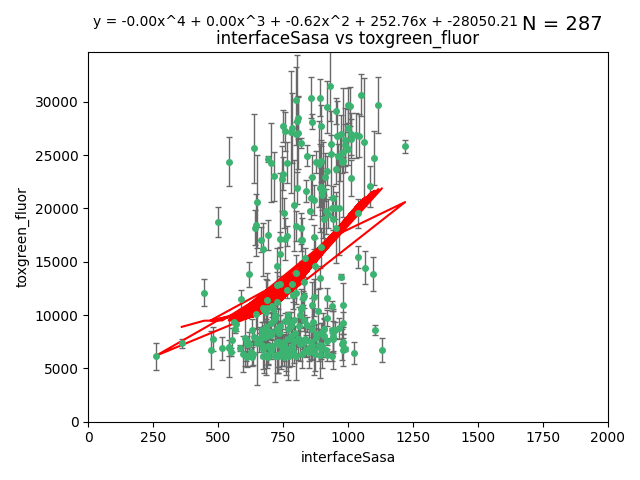 y = -0.00x^4 + 0.00x^3 + -0.62x^2 + 252.76x + -28050.21 N = 287
interfaceSasa vs toxgreen_fluor
30000
25000
20000
15000
10000
5000
0
toxgreen_fluor
0 250 500 750 1000 1250 1500 1750 2000
interfaceSasa